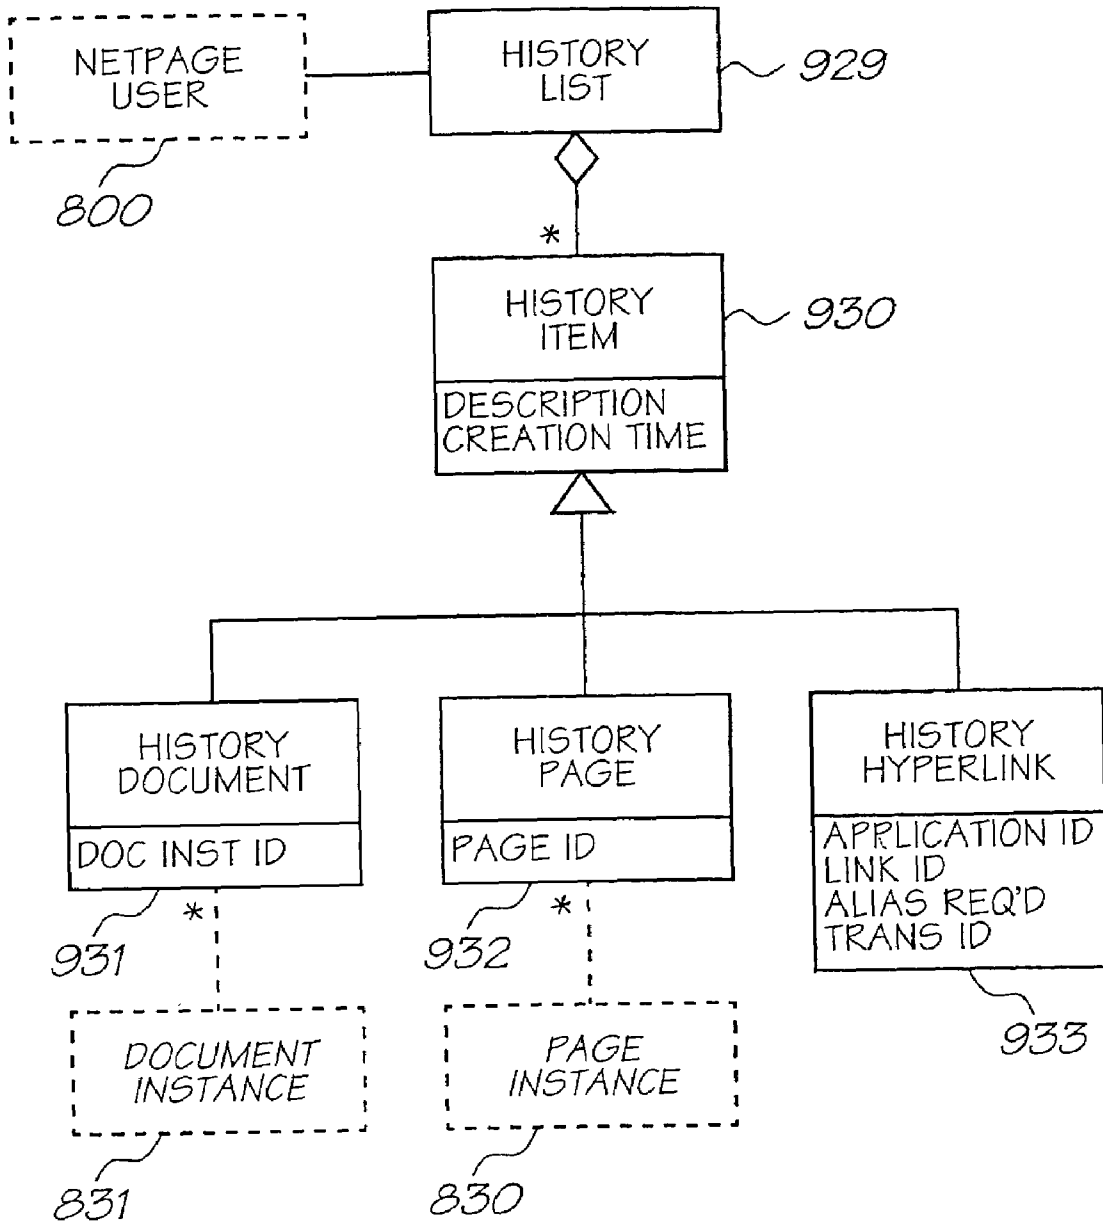 NETPAGE
USER
800
HISTORY
LIST
929
*
HISTORY
ITEM
930
DESCRIPTION
CREATION TIME
HISTORY
DOCUMENT
DOC INST ID
931
*
HISTORY
PAGE
PAGE ID
932
*
HISTORY
HYPERLINK
APPLICATION ID
LINK ID
ALIAS REQ'D
TRANS ID
933
DOCUMENT
INSTANCE
831
PAGE
INSTANCE
830